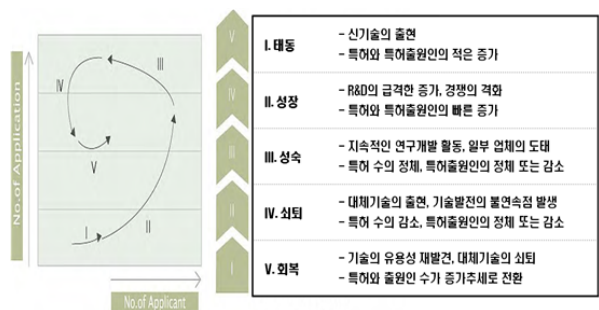 No.of Application
No.of Applicant
I
II
III
IV
V
V
IV
III
II
I
I. 태동
- 신기술의 출현
- 특허와 특허출원인의 적은 증가
II. 성장
- R&D의 급격한 증가, 경쟁의 격화
- 특허와 특허출원인의 빠른 증가
III. 성숙
- 지속적인 연구개발 활동, 일부 업체의 도태
- 특허 수의 정체, 특허출원인의 정체 또는 감소
IV. 쇠퇴
- 대체기술의 출현, 기술발전의 불연속점 발생
- 특허 수의 감소, 특허출원인의 정체 또는 감소
V. 회복
- 기술의 유용성 재발견, 대체기술의 쇠퇴
- 특허와 출원인 수가 증가추세로 전환